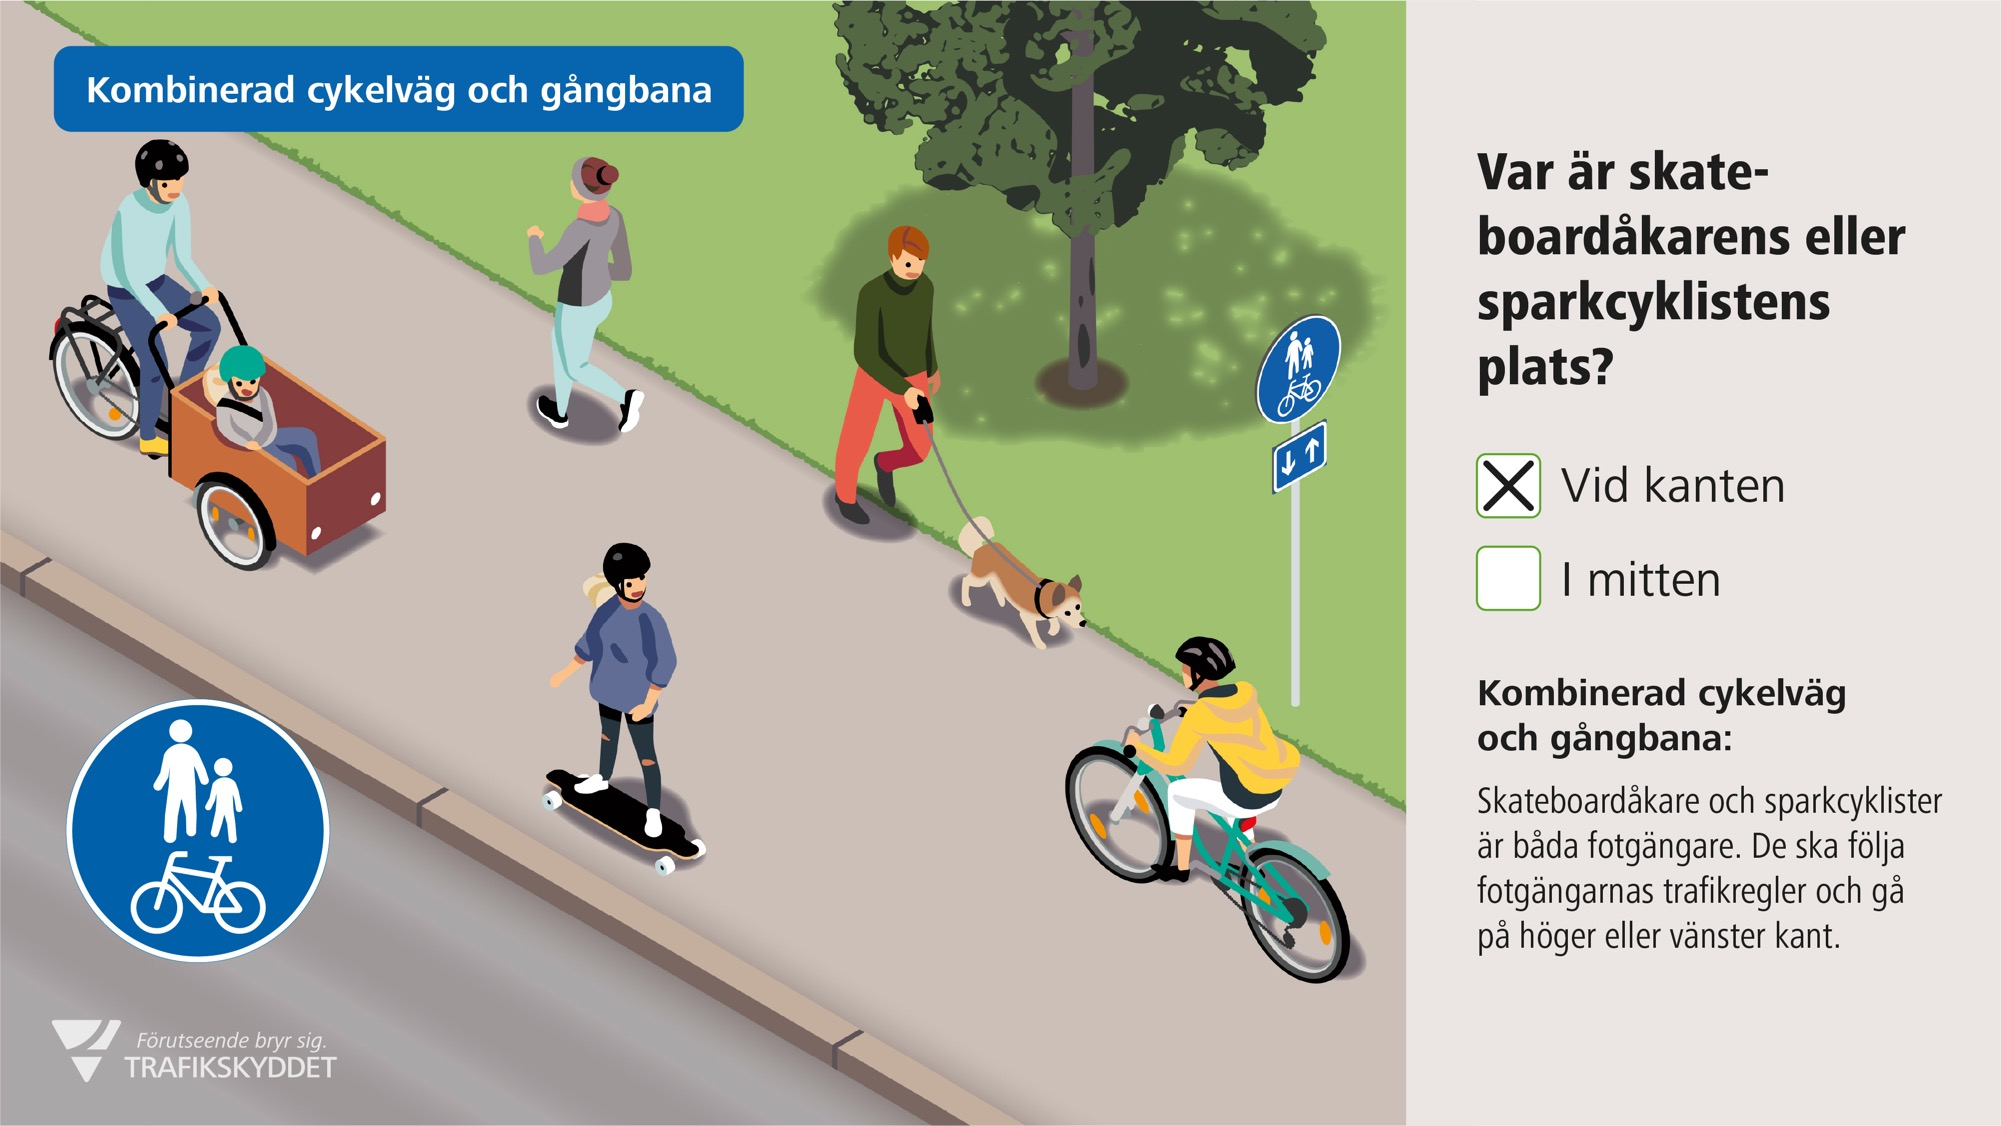 Kombinerad cykelväg och gångbana
Var är skate-
boardåkarens eller
sparkcyklistens
plats?
Vid kanten
I mitten
Kombinerad cykelväg
och gångbana:
Skateboardåkare och sparkcyklister
är båda fotgängare. De ska följa
fotgängarnas trafikregler och gå
på höger eller vänster kant.
Förutseende bryr sig.
TRAFIKSKYDDET